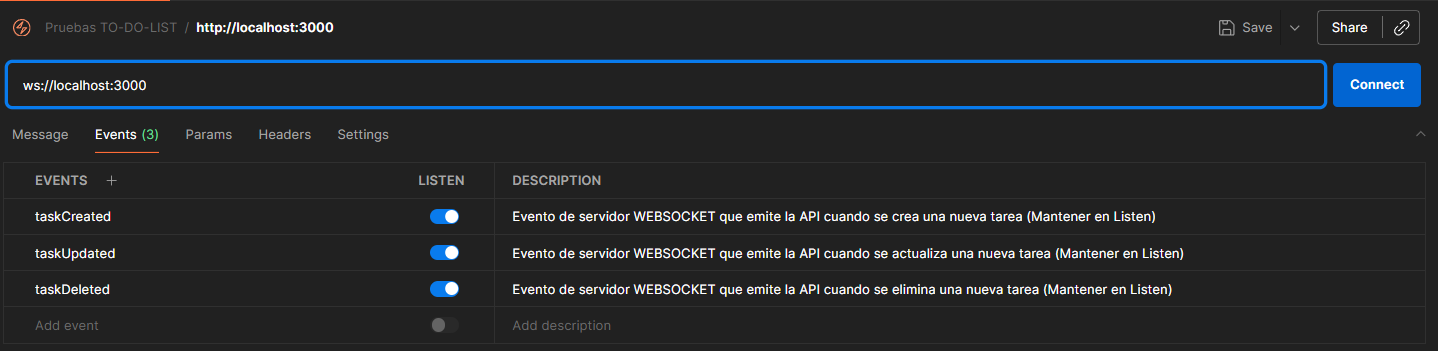 Pruebas TO-DO-LIST / http://localhost:3000 Save Share
ws://localhost:3000 Connect
Message Events (3) Params Headers Settings
EVENTS + LISTEN DESCRIPTION
taskCreated Evento de servidor WEBSOCKET que emite la API cuando se crea una nueva tarea (Mantener en Listen)
taskUpdated Evento de servidor WEBSOCKET que emite la API cuando se actualiza una nueva tarea (Mantener en Listen)
taskDeleted Evento de servidor WEBSOCKET que emite la API cuando se elimina una nueva tarea (Mantener en Listen)
Add event Add description